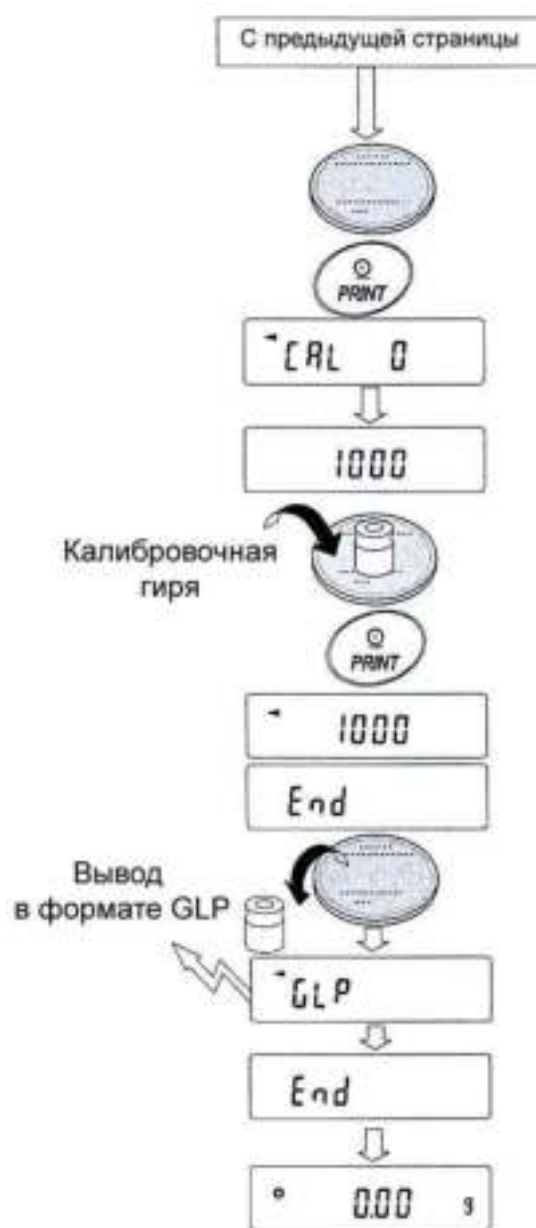 С предыдущей страницы
PRINT
CAL 0
1000
Калибровочная
гиря
PRINT
1000
End
Вывод
в формате GLP
GLP
End
0.00 g